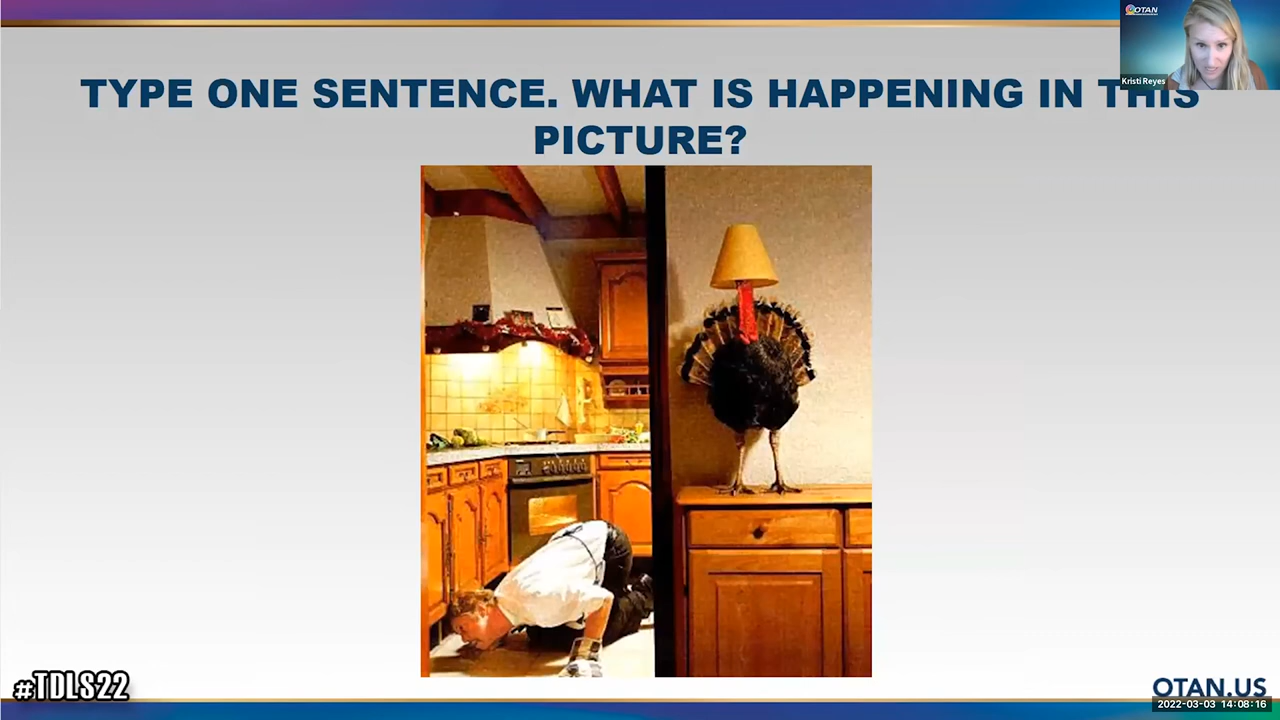 OTAN
Kristi Reyes
TYPE ONE SENTENCE. WHAT IS HAPPENING IN THIS
PICTURE?
#TDLS22
OTAN.US
2022-03-03 14:08:16